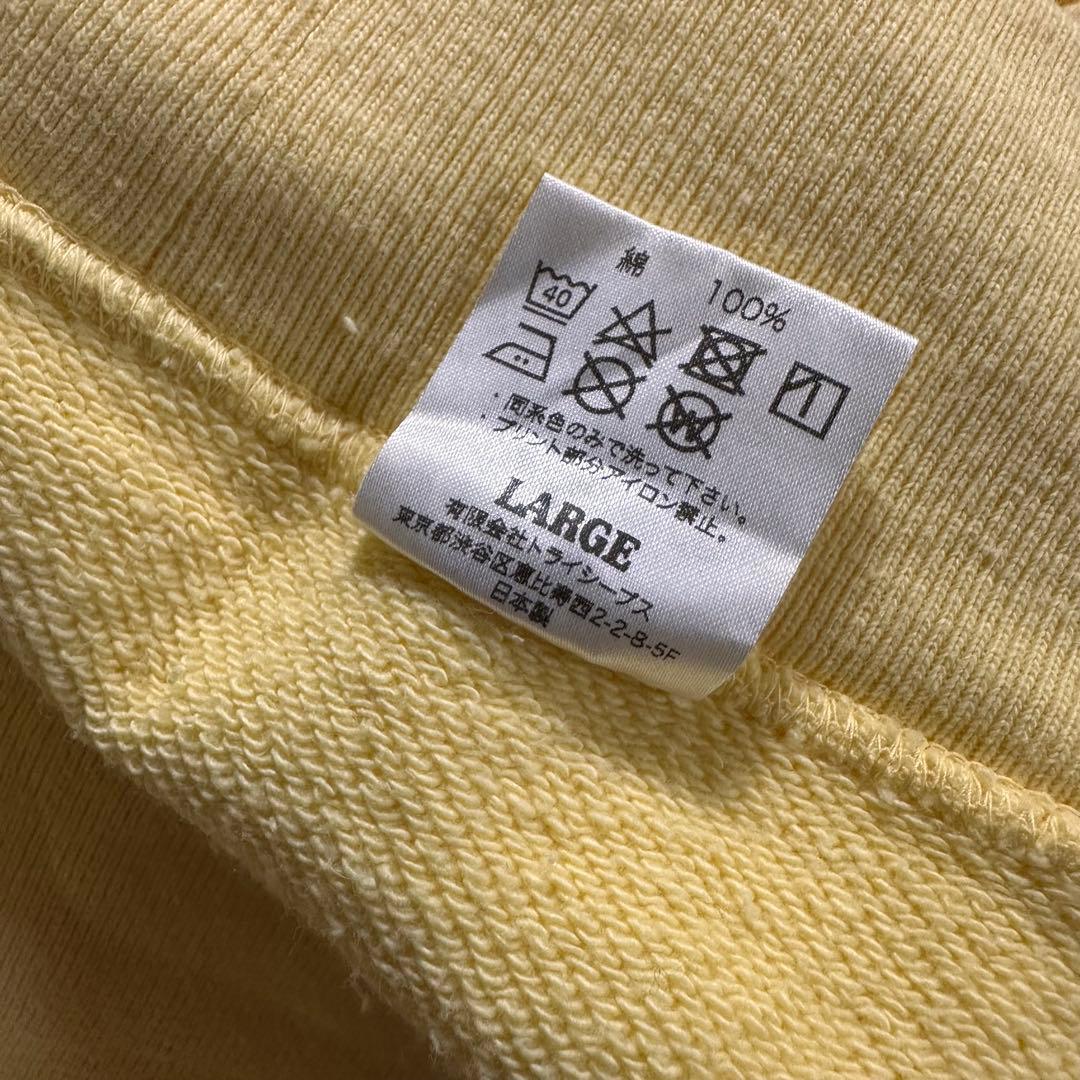 綿 100%
40
W
・同系色のみで洗って下さい。
・プリント部分アイロン禁止。
LARGE
有限会社トライシープス
東京都渋谷区恵比寿西2-2-8-5F
日本製